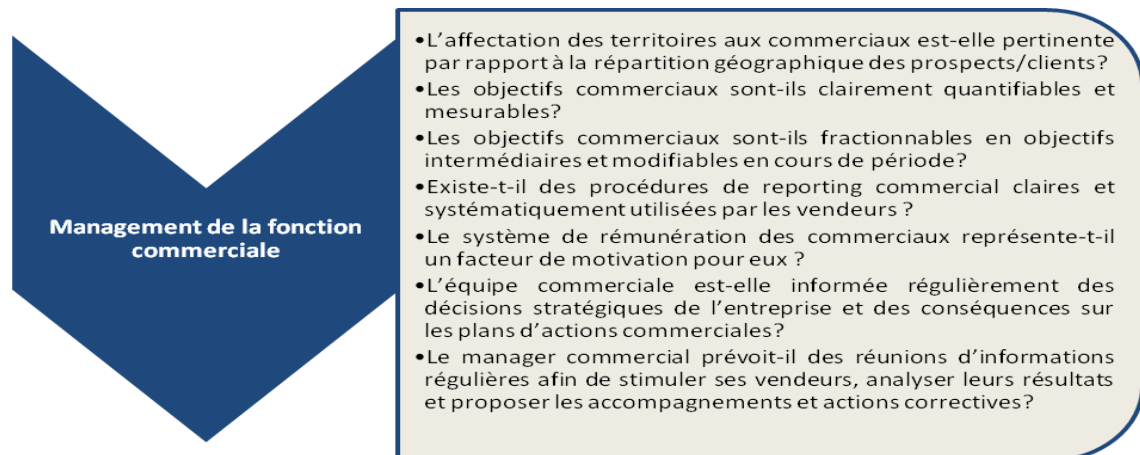 Management de la fonction
commerciale
•L’affectation des territoires aux commerciaux est-elle pertinente
par rapport à la répartition géographique des prospects/clients?
•Les objectifs commerciaux sont-ils clairement quantifiables et
mesurables?
•Les objectifs commerciaux sont-ils fractionnables en objectifs
intermédiaires et modifiables en cours de période?
•Existe-t-il des procédures de reporting commercial claires et
systématiquement utilisées par les vendeurs ?
•Le système de rémunération des commerciaux représente-t-il
un facteur de motivation pour eux ?
•L’équipe commerciale est-elle informée régulièrement des
décisions stratégiques de l’entreprise et des conséquences sur
les plans d’actions commerciales?
•Le manager commercial prévoit-il des réunions d’informations
régulières afin de stimuler ses vendeurs, analyser leurs résultats
et proposer les accompagnements et actions correctives?